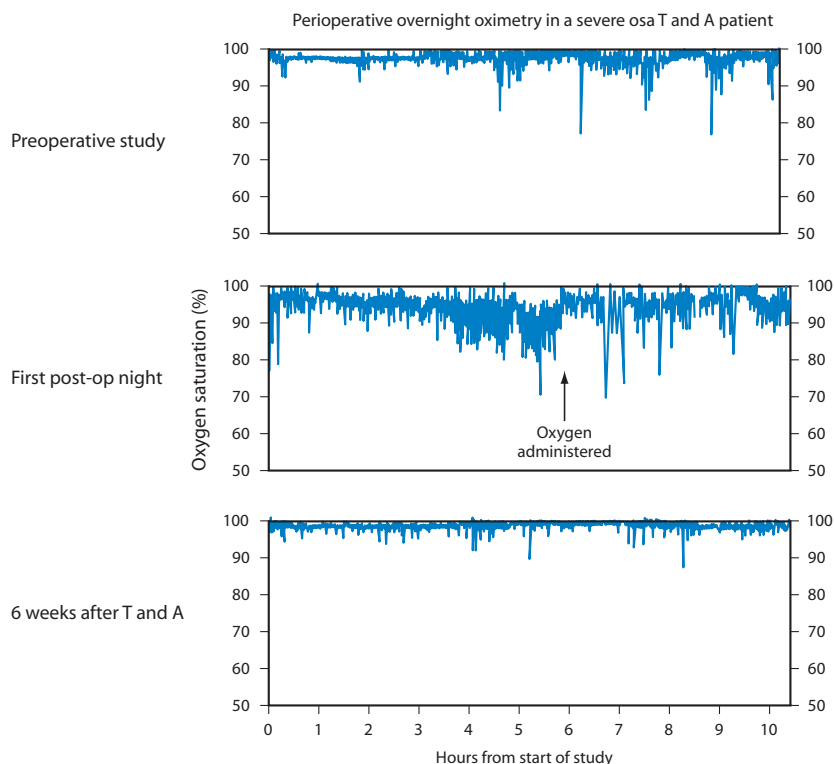 Perioperative overnight oximetry in a severe osa T and A patient
100 100
90 90
80 80
Preoperative study
70 70
60 60
50 50
100 100
90 90
80 80
First post-op night
70 70
60 60
50 50
Oxygen saturation (%)
Oxygen
administered
100 100
90 90
80 80
6 weeks after T and A
70 70
60 60
50 50
0 1 2 3 4 5 6 7 8 9 10
Hours from start of study